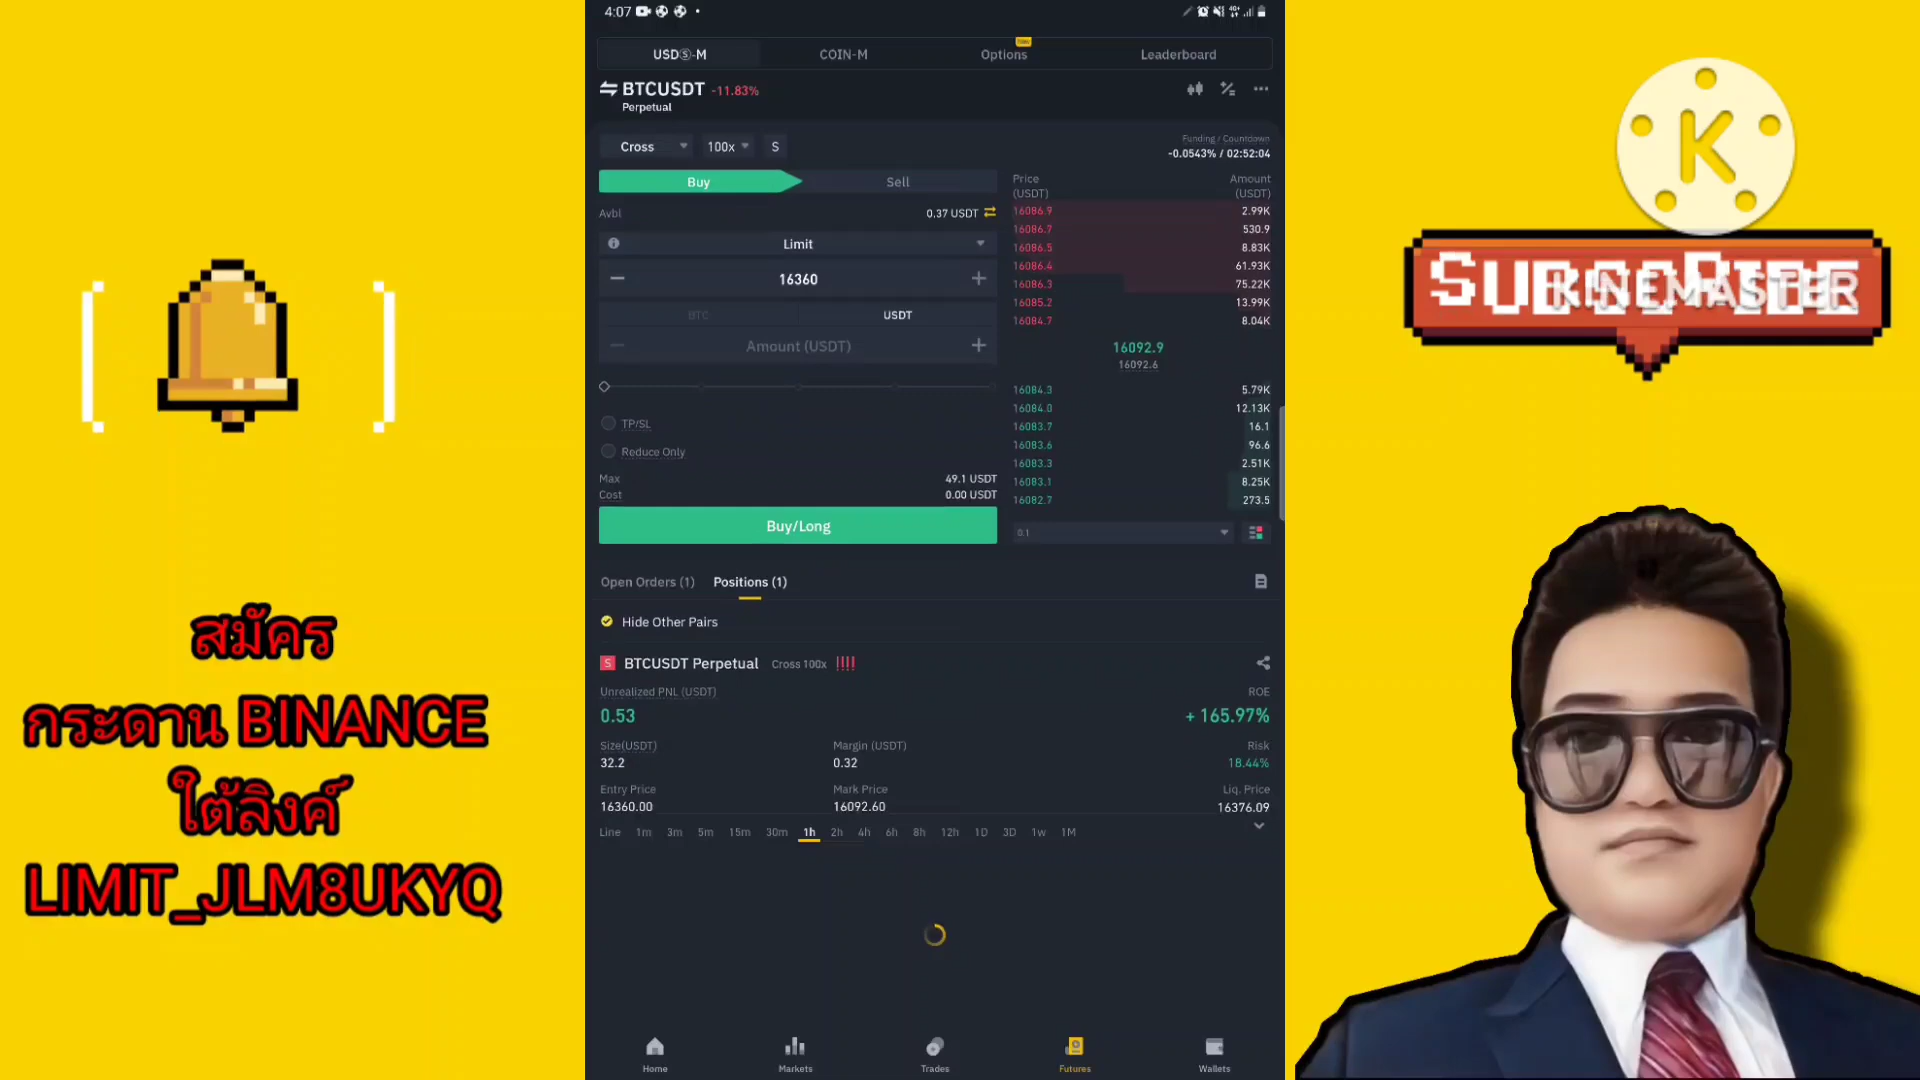 4:07
USDⓈ-M COIN-M Options Leaderboard
BTCUSDT -11.83%
Perpetual
Cross 100x S
Funding / Countdown
-0.0543% / 02:52:04
Buy Sell
Price (USDT) Amount (USDT)
Avbl 0.37 USDT
Limit
16360
BTC USDT
Amount (USDT)
TP/SL
Reduce Only
Max 49.1 USDT
Cost 0.00 USDT
Buy/Long
16086.9 2.99K
16086.7 530.9
16086.5 8.83K
16086.4 61.93K
16086.3 75.22K
16085.2 13.99K
16084.7 8.04K
16092.9
16092.6
16084.3 5.79K
16084.0 12.13K
16083.7 16.1
16083.6 96.6
16083.3 2.51K
16083.1 8.25K
16082.7 273.5
0.1
Open Orders (1) Positions (1)
Hide Other Pairs
S BTCUSDT Perpetual Cross 100x !!!!
Unrealized PNL (USDT) ROE
0.53 + 165.97%
Size(USDT) Margin (USDT) Risk
32.2 0.32 18.44%
Entry Price Mark Price Liq. Price
16360.00 16092.60 16376.09
Line 1m 3m 5m 15m 30m 1h 2h 4h 6h 8h 12h 1D 3D 1w 1M
Home Markets Trades Futures Wallets
สมัคร
กระดาน BINANCE
ใต้ลิงค์
LIMIT_JLM8UKYQ
K
SUBSCRIBE
KINEMASTER